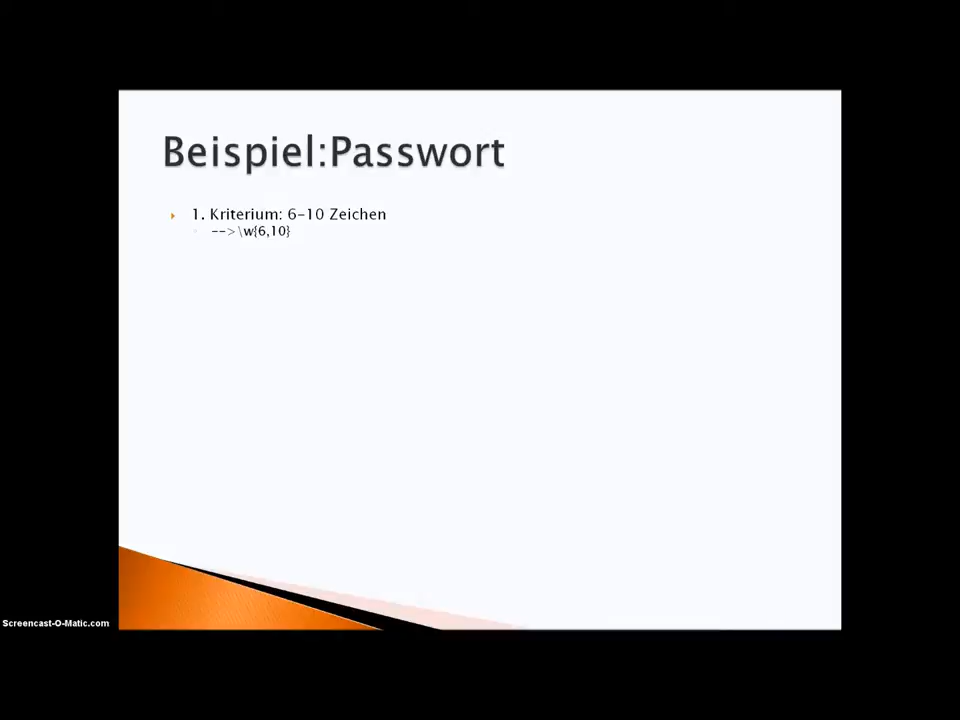 Beispiel:Passwort
1. Kriterium: 6-10 Zeichen
-->\w{6,10}
Screencast-O-Matic.com